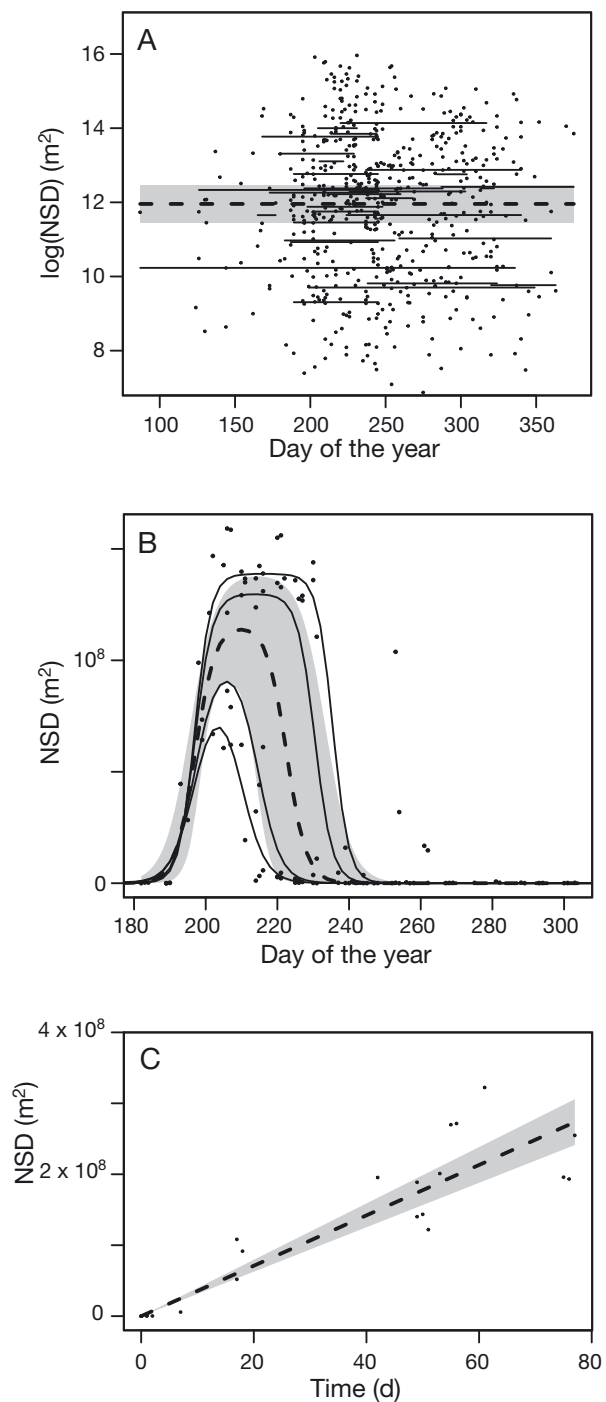 A
16
14
12
10
8
log(NSD) (m²)
100 150 200 250 300 350
Day of the year
B
10⁸
0
NSD (m²)
180 200 220 240 260 280 300
Day of the year
C
4 x 10⁸
2 x 10⁸
0
NSD (m²)
0 20 40 60 80
Time (d)